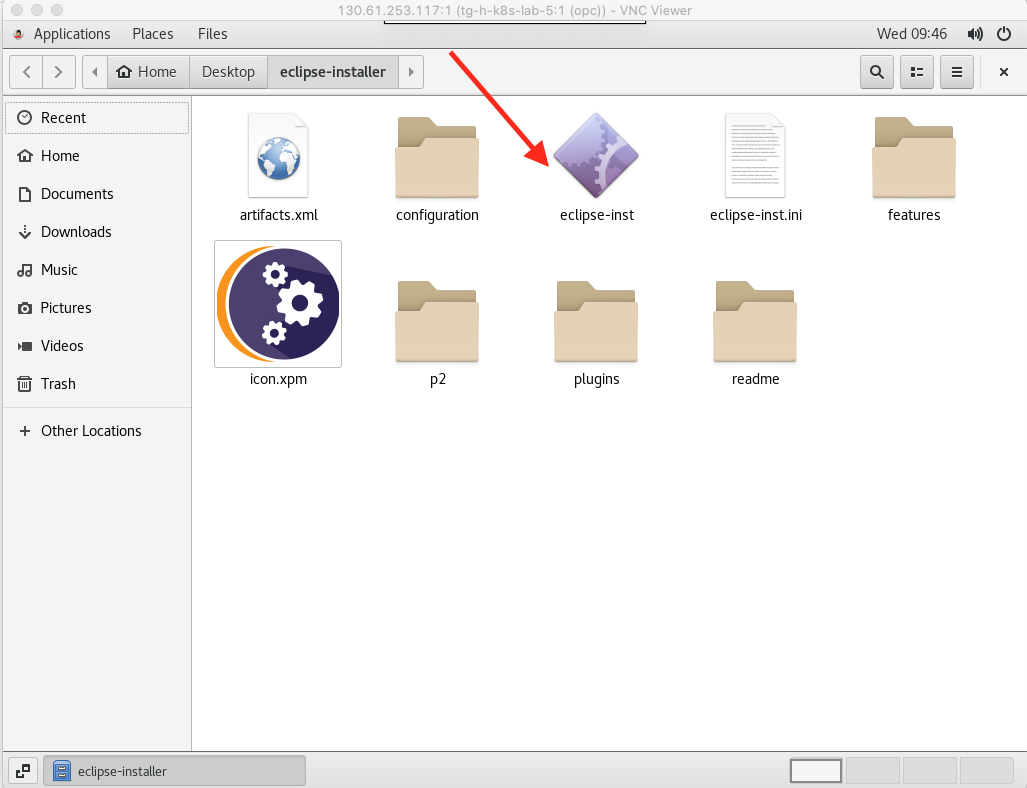 130.61.253.117:1 (tg-h-k8s-lab-5:1 (opc)) - VNC Viewer
Applications Places Files Wed 09:46
Home Desktop eclipse-installer
Recent
Home
Documents
Downloads
Music
Pictures
Videos
Trash
Other Locations
artifacts.xml configuration eclipse-inst eclipse-inst.ini features
icon.xpm p2 plugins readme
eclipse-installer